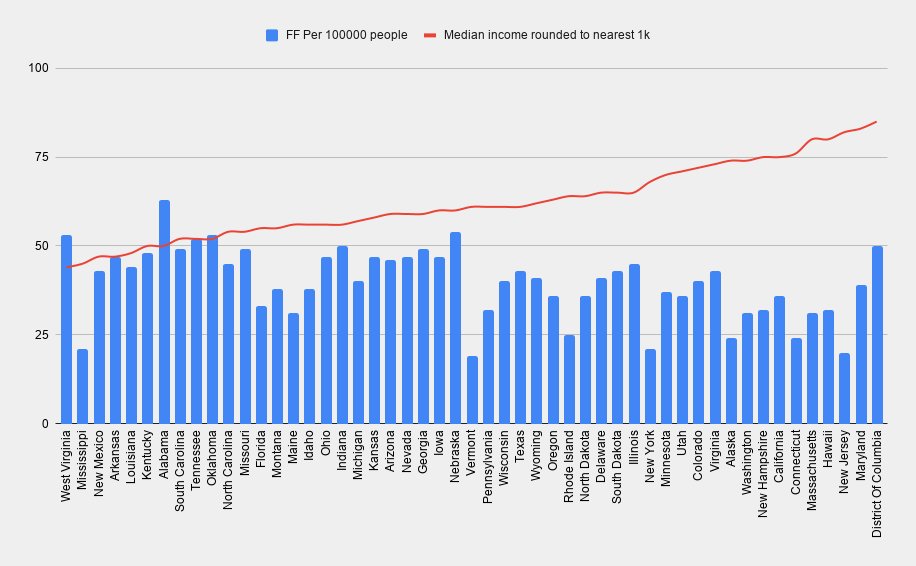 FF Per 100000 people
Median income rounded to nearest 1k
100
75
50
25
0
West Virginia
Mississippi
New Mexico
Arkansas
Louisiana
Kentucky
Alabama
South Carolina
Tennessee
Oklahoma
North Carolina
Missouri
Florida
Montana
Maine
Idaho
Ohio
Indiana
Michigan
Kansas
Arizona
Nevada
Georgia
Iowa
Nebraska
Vermont
Pennsylvania
Wisconsin
Texas
Wyoming
Oregon
Rhode Island
North Dakota
Delaware
South Dakota
Illinois
New York
Minnesota
Utah
Colorado
Virginia
Alaska
Washington
New Hampshire
California
Connecticut
Massachusetts
Hawaii
New Jersey
Maryland
District Of Columbia